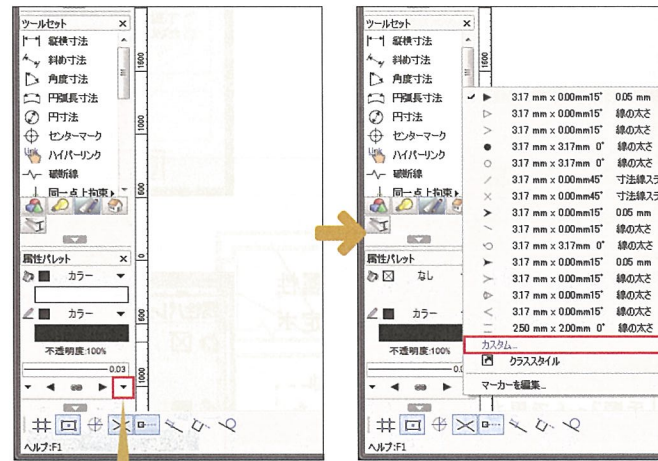 ツールセット ×
縦横寸法
斜め寸法
角度寸法
円弧長寸法
円寸法
センターマーク
ハイパーリンク
破断線
同一点上拘束
属性パレット ×
カラー
カラー
不透明度:100%
0.03
1600
1000
600
0
600
1000
ヘルプ:F1
ツールセット ×
縦横寸法
斜め寸法
角度寸法
円弧長寸法
円寸法
センターマーク
ハイパーリンク
破断線
同一点上拘束
属性パレット
なし
カラー
不透明度:100%
1600
3.17 mm x 0.00mm15° 0.05 mm
3.17 mm x 0.00mm15° 線の太さ
3.17 mm x 0.00mm15° 線の太さ
3.17 mm x 3.17mm 0° 線の太さ
3.17 mm x 3.17mm 0° 線の太さ
3.17 mm x 0.00mm45° 寸法線ス
3.17 mm x 0.00mm45° 寸法線ス
3.17 mm x 0.00mm15° 0.05 mm
3.17 mm x 0.00mm15° 線の太さ
3.17 mm x 3.17mm 0° 線の太さ
3.17 mm x 0.00mm15° 0.05 mm
3.17 mm x 0.00mm15° 線の太さ
3.17 mm x 0.00mm15° 線の太さ
3.17 mm x 0.00mm15° 線の太さ
2.50 mm x 2.00mm 0° 線の太さ
カスタム...
クラススタイル
マーカーを編集...
ヘルプ:F1